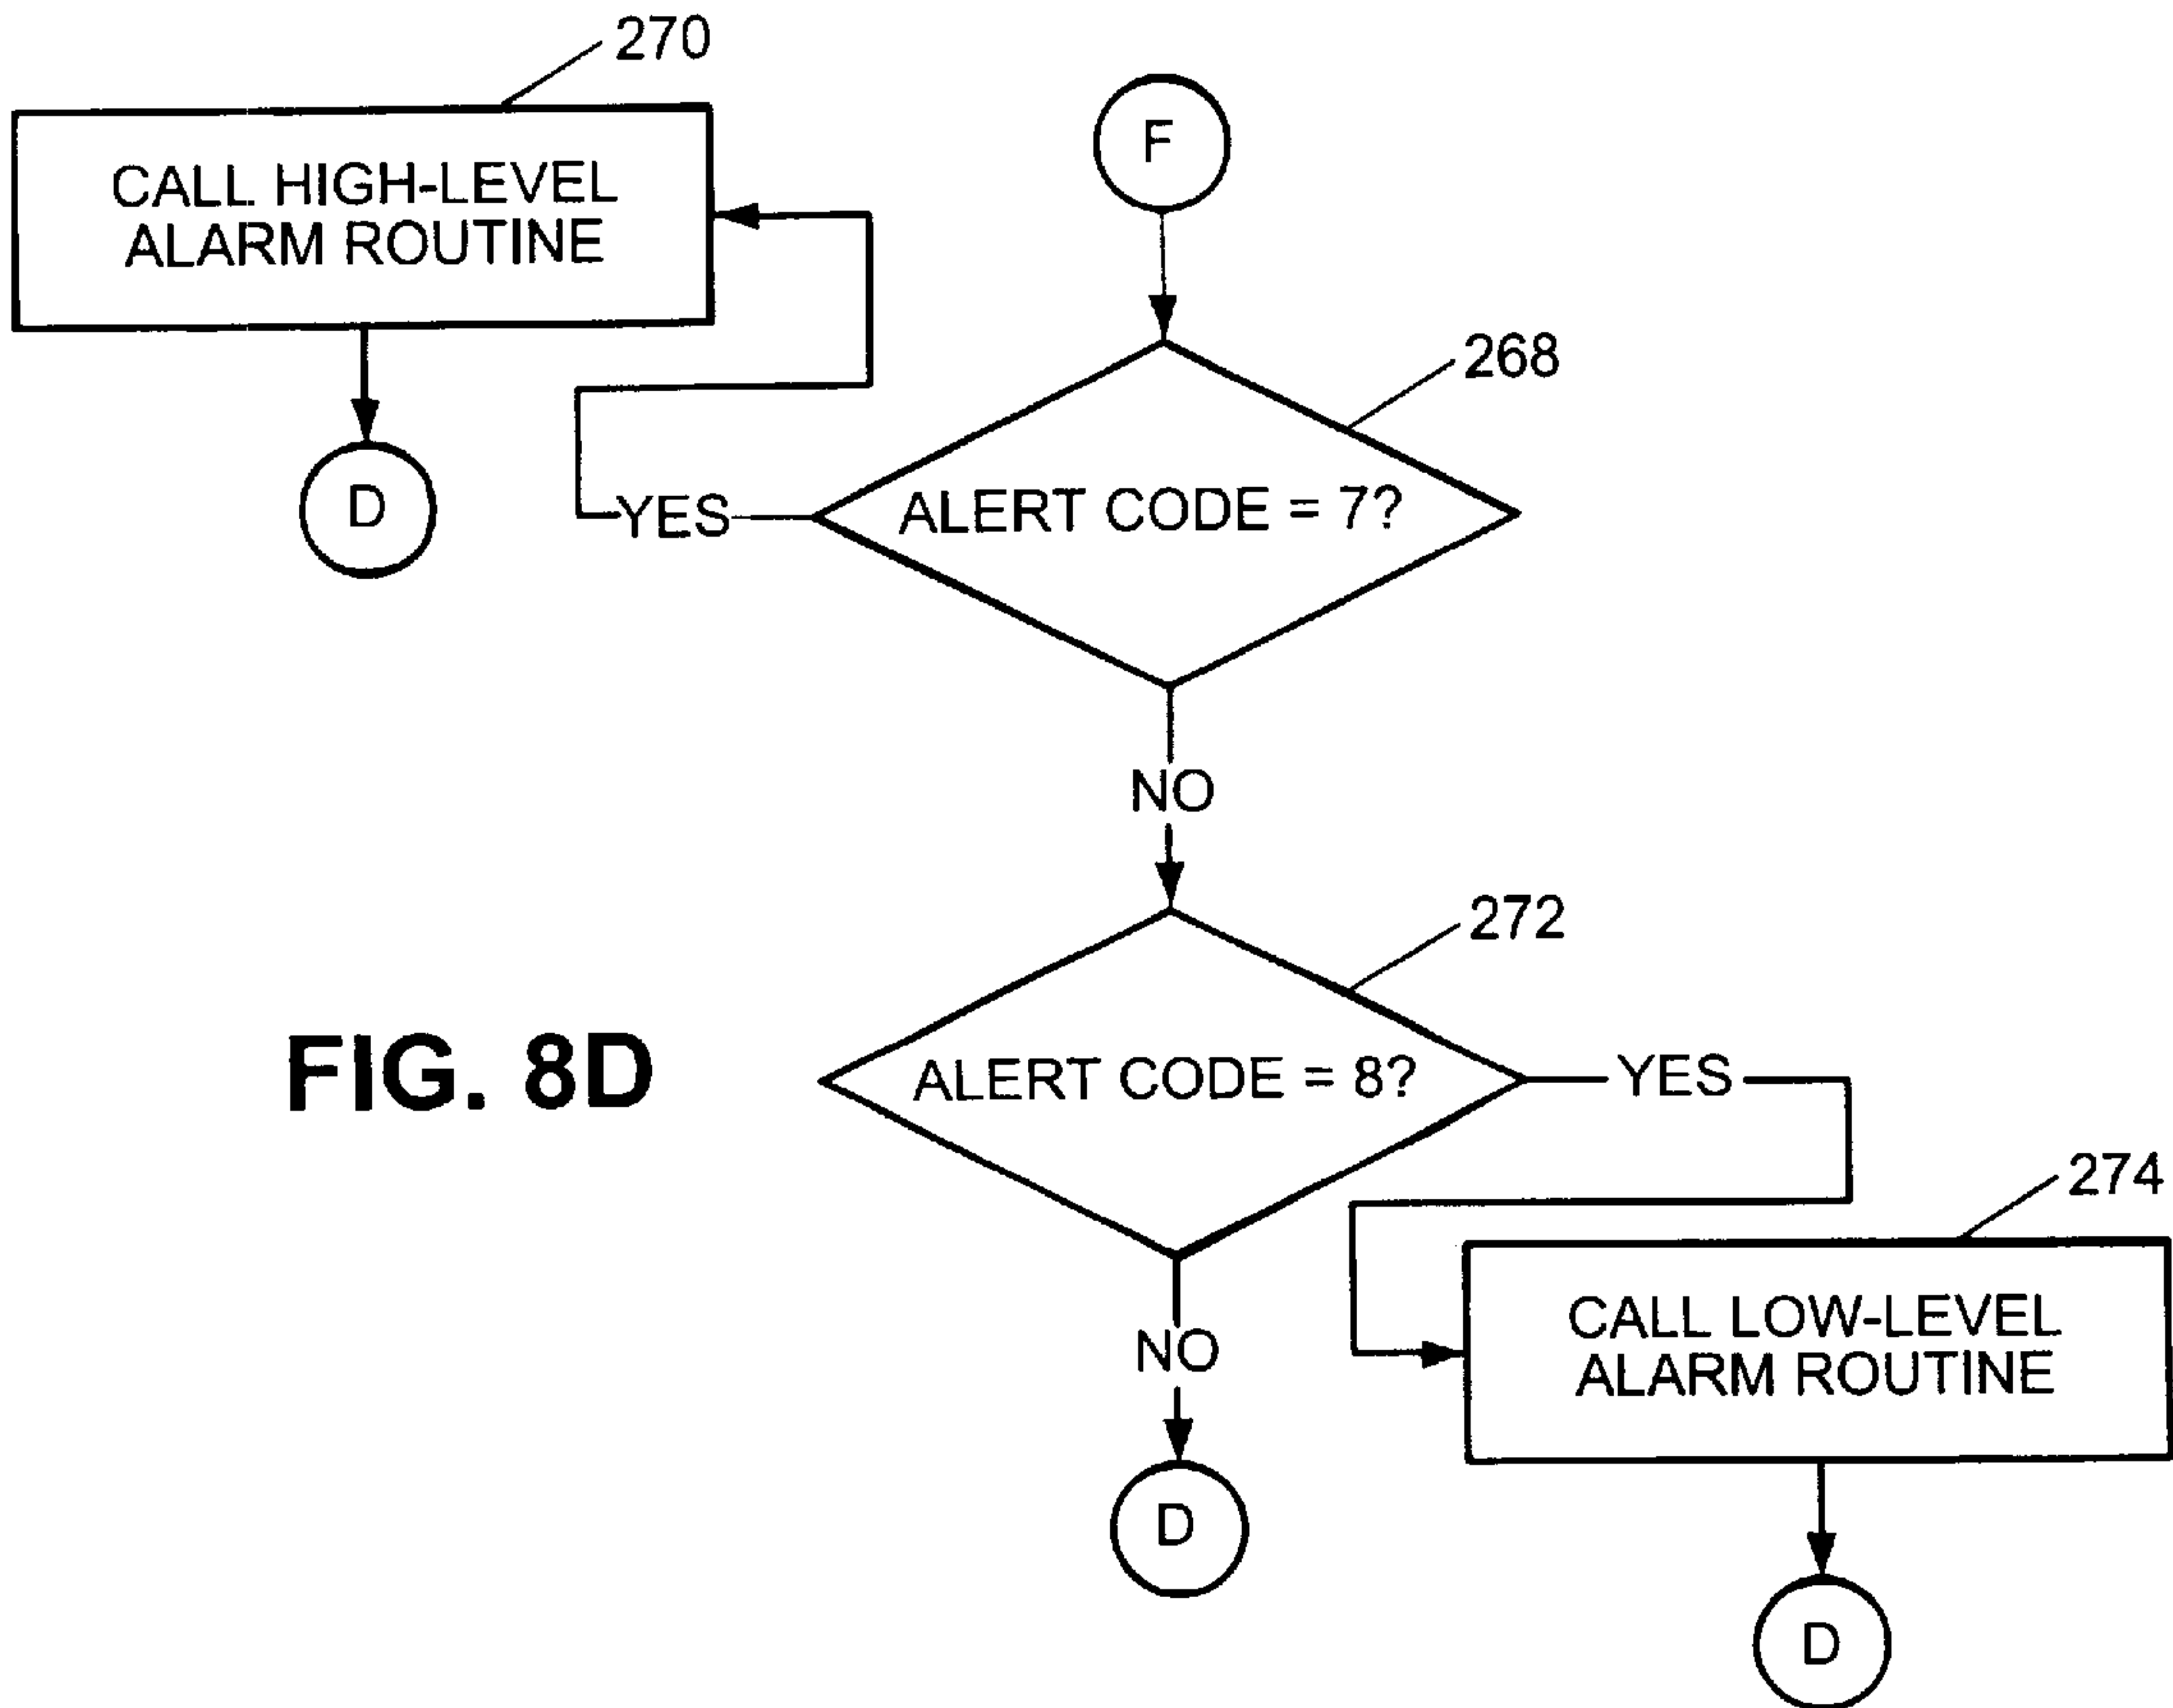 270
F
CALL HIGH-LEVEL
ALARM ROUTINE
268
D
YES
ALERT CODE = 7?
NO
272
FIG. 8D
ALERT CODE = 8?
YES
274
CALL LOW-LEVEL
ALARM ROUTINE
NO
D
D